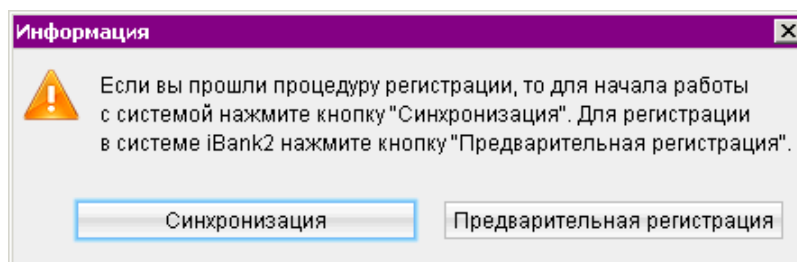 Информация
Если вы прошли процедуру регистрации, то для начала работы
с системой нажмите кнопку "Синхронизация". Для регистрации
в системе iBank2 нажмите кнопку "Предварительная регистрация".
Синхронизация
Предварительная регистрация